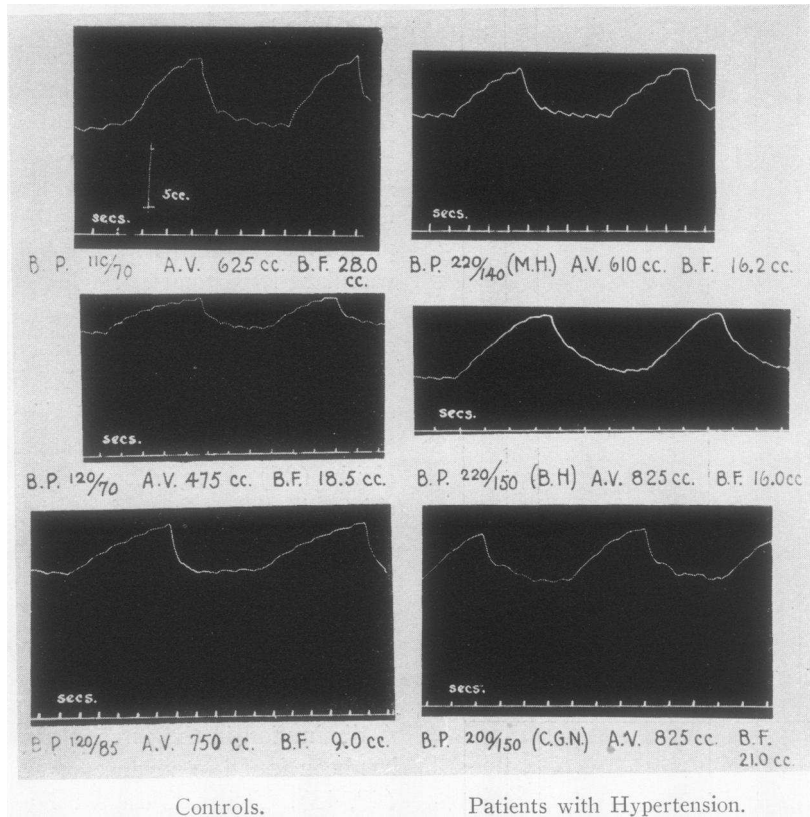 5cc.
secs.
B P. 110/70 A.V. 625 cc. B.F. 28.0 cc.
secs.
B.P. 220/140 (M.H.) A.V. 610 cc. B.F. 16.2 cc.
secs.
B.P. 120/70 A.V. 475 cc. B.F. 18.5 cc.
secs.
B.P. 220/150 (B.H) A.V. 825 cc. B.F. 16.0cc
secs.
B P 120/85 A.V. 750 cc. B.F. 9.0 cc.
secs.
B.P. 200/150 (C.G.N.) A.V. 825 cc. B.F. 21.0 cc.
Controls.
Patients with Hypertension.